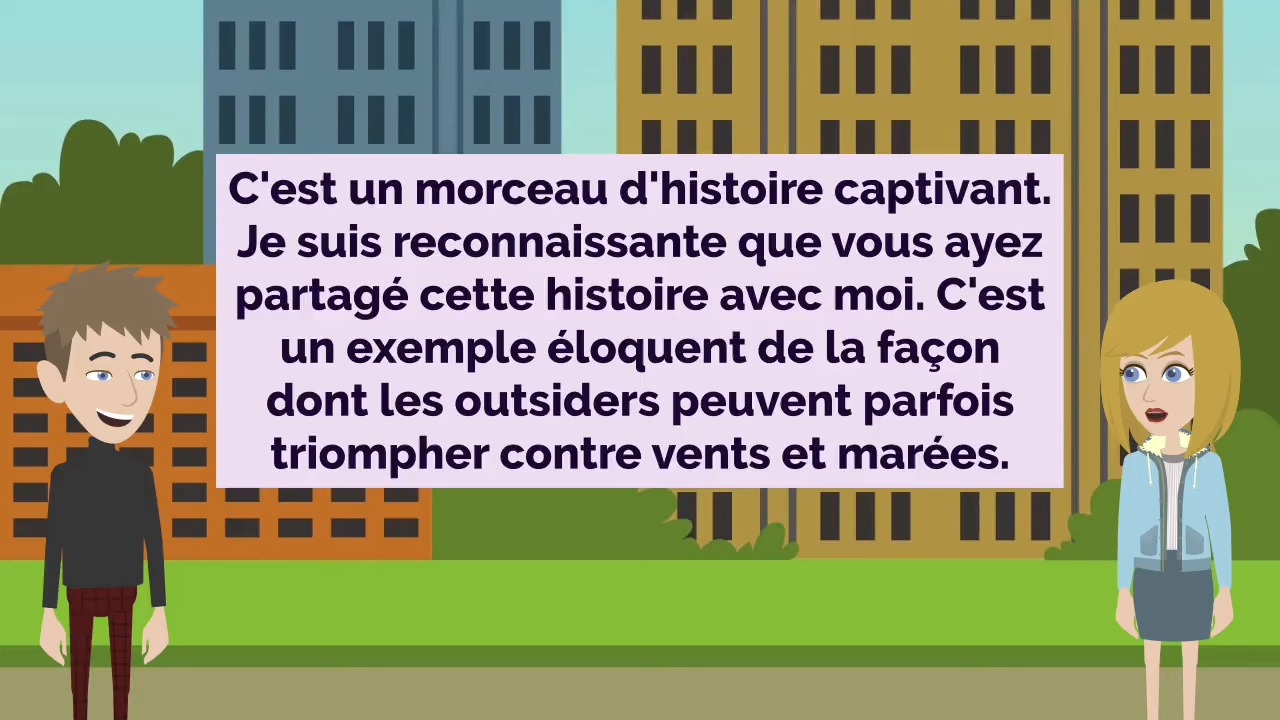 C'est un morceau d'histoire captivant.
Je suis reconnaissante que vous ayez
partagé cette histoire avec moi. C'est
un exemple éloquent de la façon
dont les outsiders peuvent parfois
triompher contre vents et marées.